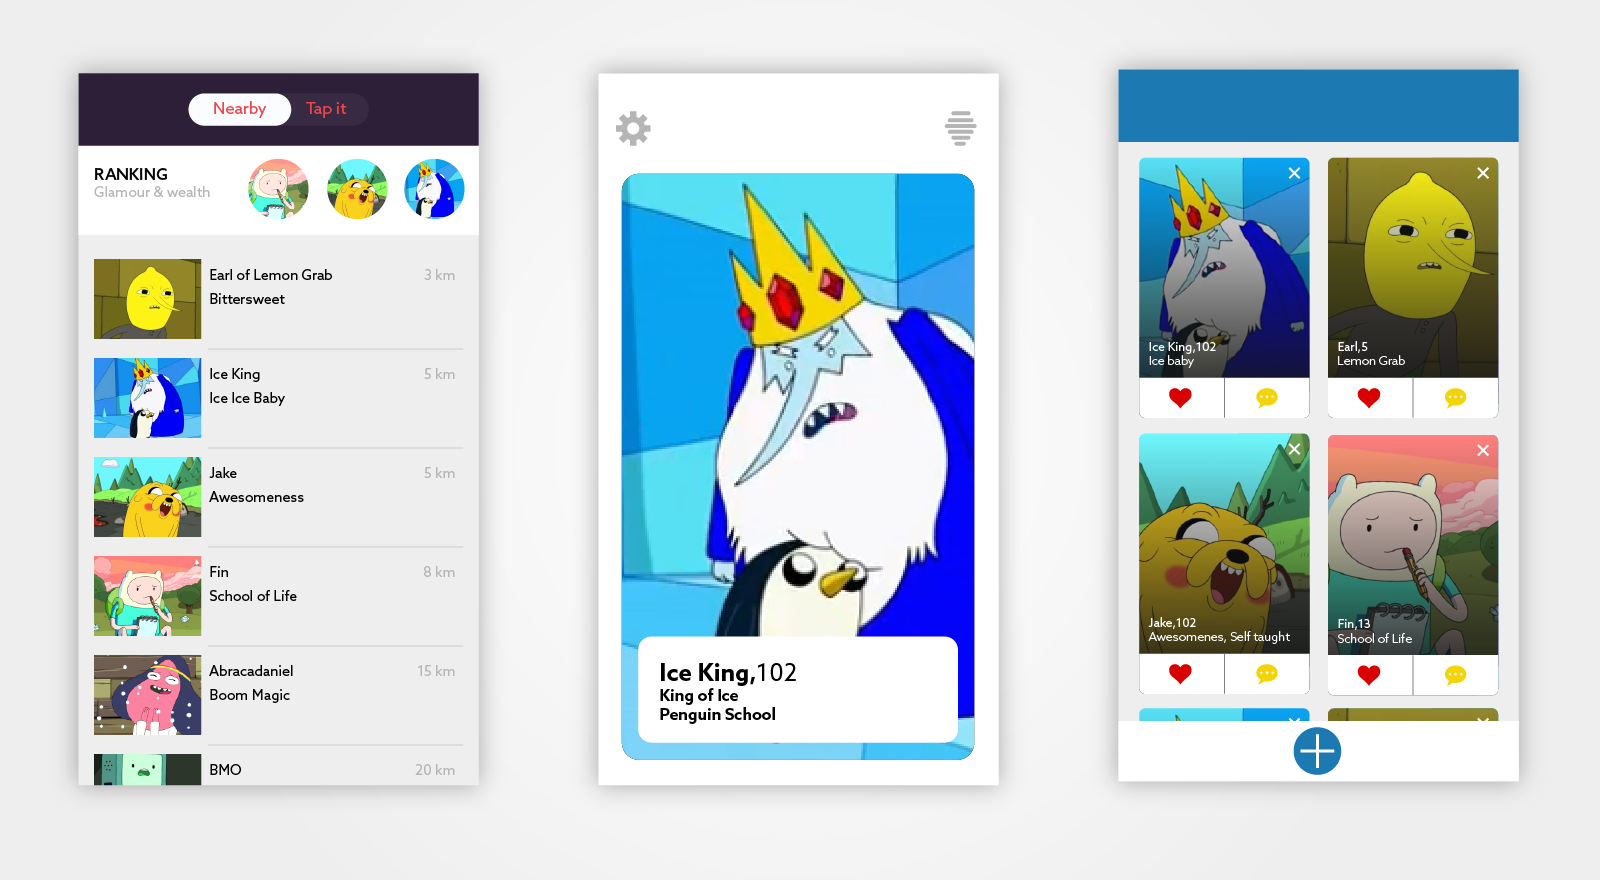 Nearby
Tap it
RANKING
Glamour & wealth
Earl of Lemon Grab
3 km
Bittersweet
Ice King
5 km
Ice Ice Baby
Jake
5 km
Awesomeness
Fin
8 km
School of Life
Abracadaniel
15 km
Boom Magic
BMO
20 km
Ice King,102
King of Ice
Penguin School
Ice King,102
Ice baby
Earl,5
Lemon Grab
Jake,102
Awesomenes, Self taught
Fin,13
School of Life